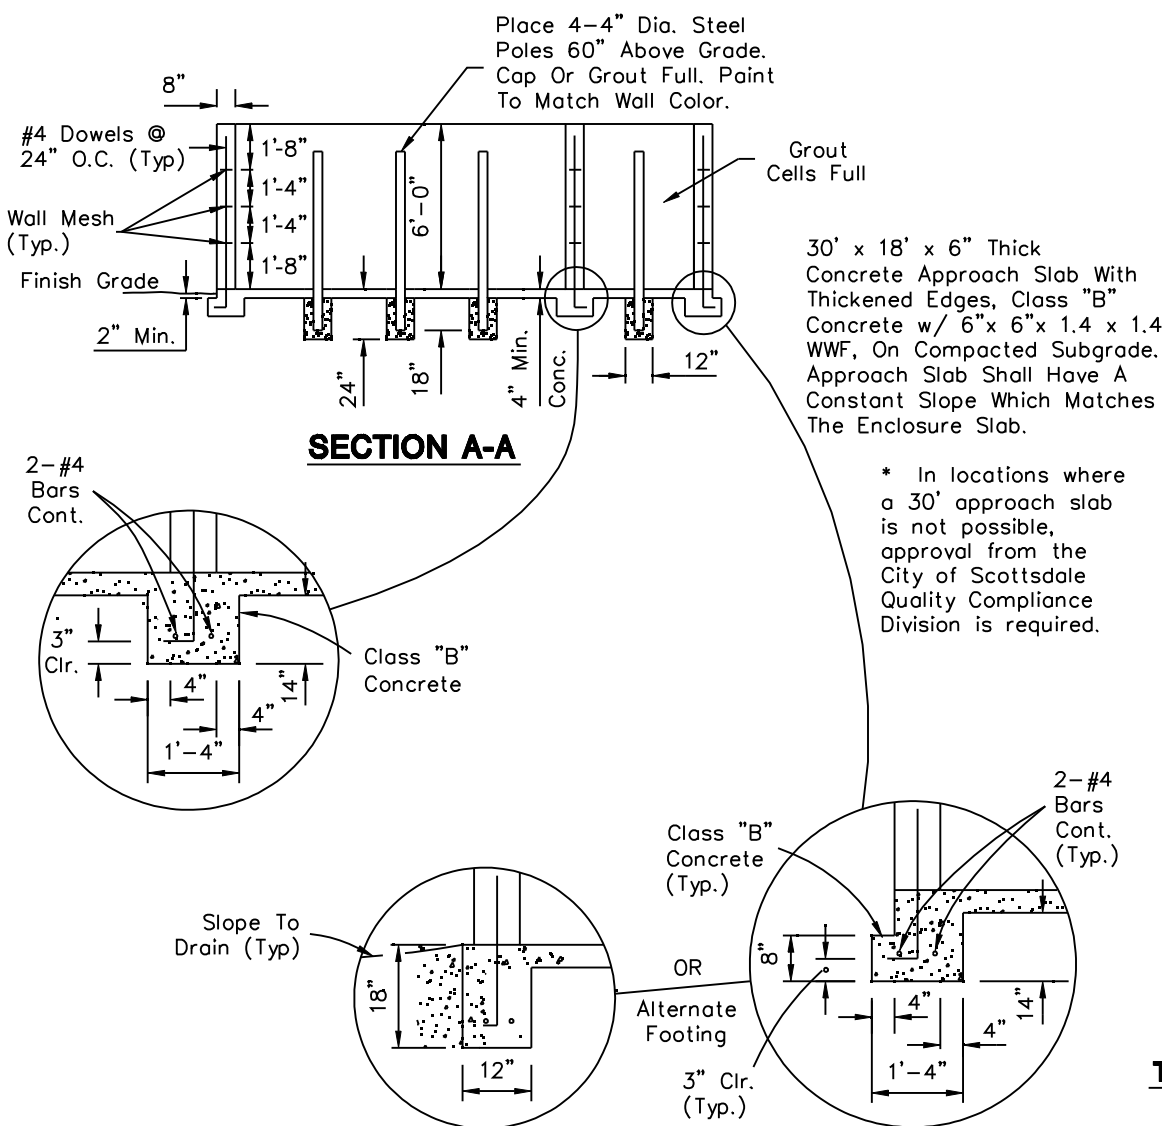 Place 4-4" Dia. Steel
Poles 60" Above Grade.
Cap Or Grout Full. Paint
To Match Wall Color.
8"
#4 Dowels @
24" O.C. (Typ)
1'-8"
1'-4"
1'-4"
1'-8"
6'-0"
Grout
Cells Full
Wall Mesh
(Typ.)
Finish Grade
2" Min.
24"
18"
4" Min.
Conc.
12"
30' x 18' x 6" Thick
Concrete Approach Slab With
Thickened Edges, Class "B"
Concrete w/ 6"x 6"x 1.4 x 1.4
WWF, On Compacted Subgrade.
Approach Slab Shall Have A
Constant Slope Which Matches
The Enclosure Slab.
* In locations where
a 30' approach slab
is not possible,
approval from the
City of Scottsdale
Quality Compliance
Division is required.
SECTION A-A
2-#4
Bars
Cont.
3"
Clr.
4"
4"
1'-4"
14"
Class "B"
Concrete
Slope To
Drain (Typ)
18"
12"
OR
Alternate
Footing
Class "B"
Concrete
(Typ.)
2-#4
Bars
Cont.
(Typ.)
8"
4"
4"
1'-4"
14"
3" Clr.
(Typ.)